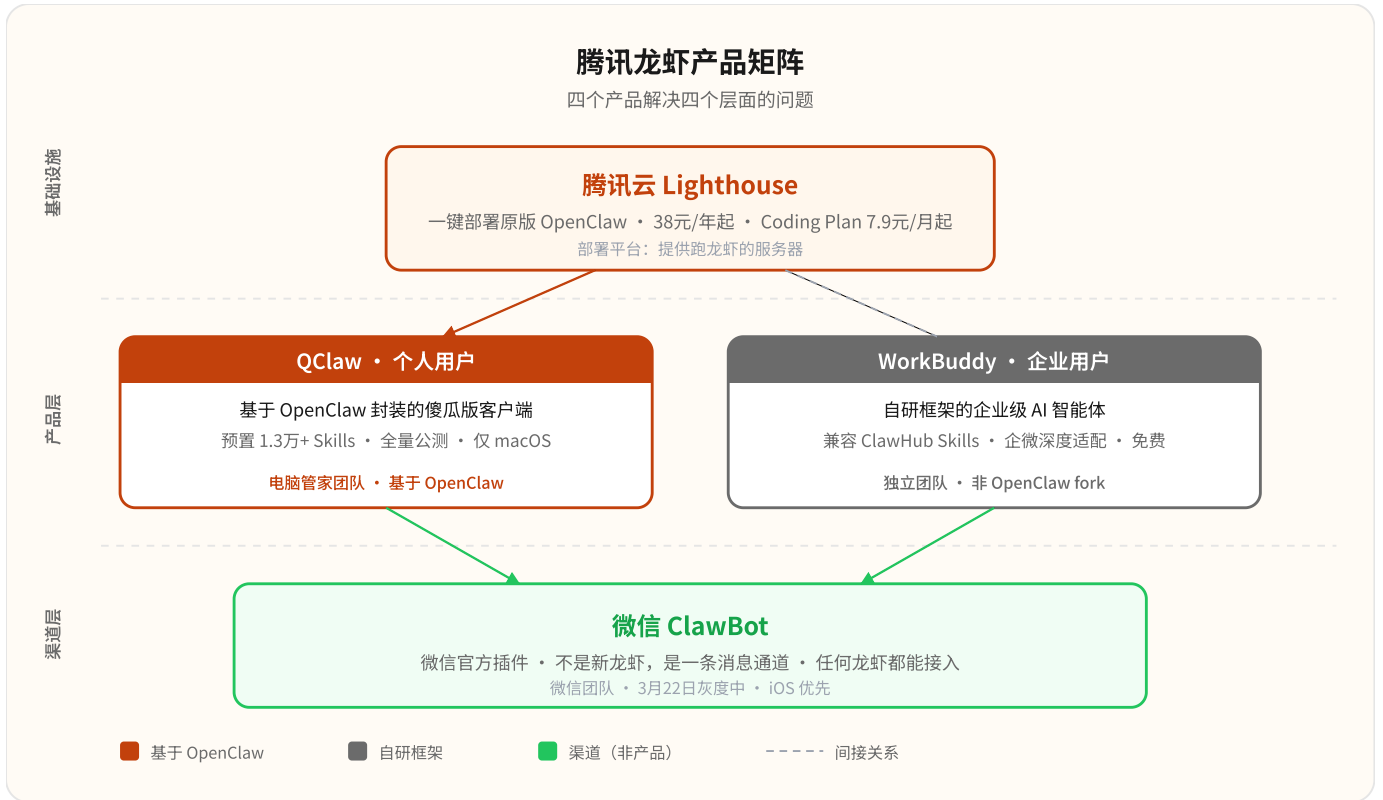 腾讯龙虾产品矩阵
四个产品解决四个层面的问题
基础设施
腾讯云 Lighthouse
一键部署原版 OpenClaw · 38元/年起 · Coding Plan 7.9元/月起
部署平台：提供跑龙虾的服务器
产品层
QClaw · 个人用户
基于 OpenClaw 封装的傻瓜版客户端
预置 1.3万+ Skills · 全量公测 · 仅 macOS
电脑管家团队 · 基于 OpenClaw
WorkBuddy · 企业用户
自研框架的企业级 AI 智能体
兼容 ClawHub Skills · 企微深度适配 · 免费
独立团队 · 非 OpenClaw fork
渠道层
微信 ClawBot
微信官方插件 · 不是新龙虾，是一条消息通道 · 任何龙虾都能接入
微信团队 · 3月22日灰度中 · iOS 优先
基于 OpenClaw
自研框架
渠道（非产品）
间接关系